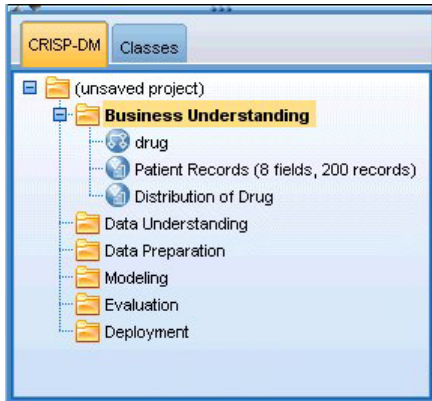 CRISP-DM Classes
(unsaved project)
Business Understanding
drug
Patient Records (8 fields, 200 records)
Distribution of Drug
Data Understanding
Data Preparation
Modeling
Evaluation
Deployment